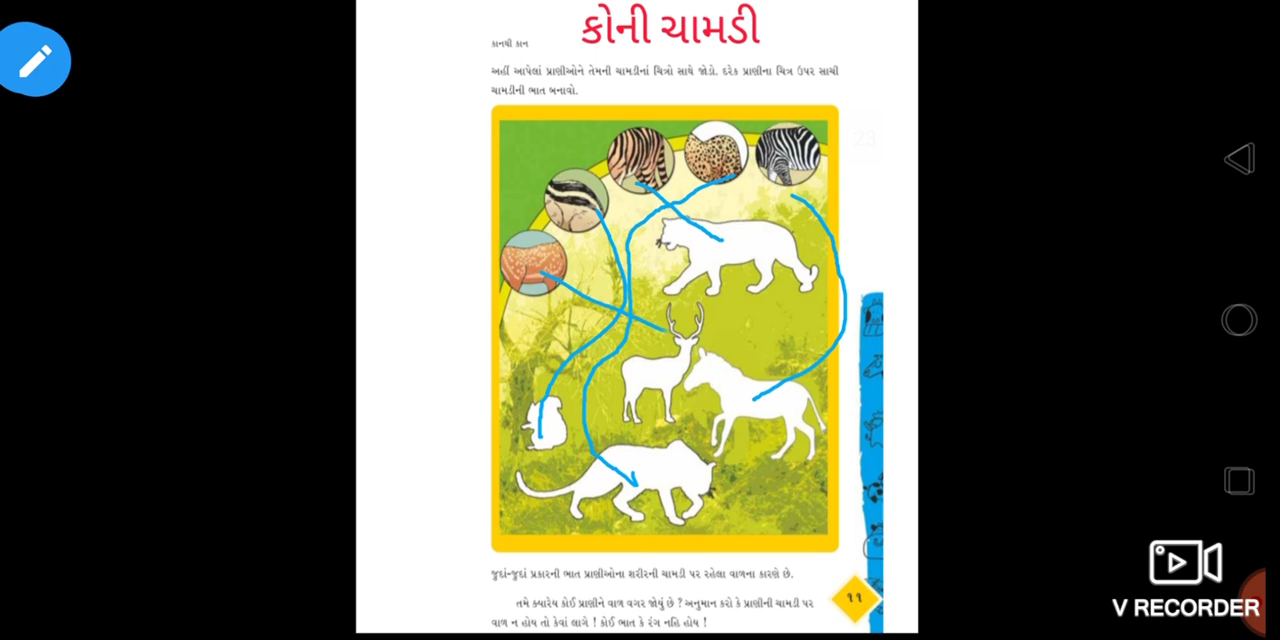 કોની ચામડી
કાનથી કાન
અહીં આપેલાં પ્રાણીઓને તેમની ચામડીનાં ચિત્રો સાથે જોડો. દરેક પ્રાણીના ચિત્ર ઉપર સાચી
ચામડીની ભાત બનાવો.
23
જુદાં-જુદાં પ્રકારની ભાત પ્રાણીઓના શરીરની ચામડી પર રહેલા વાળના કારણે છે.
તમે ક્યારેય કોઈ પ્રાણીને વાળ વગર જોયું છે ? અનુમાન કરો કે પ્રાણીની ચામડી પર
વાળ ન હોય તો કેવાં લાગે ! કોઈ ભાત કે રંગ નહિ હોય !
૧૧
V RECORDER